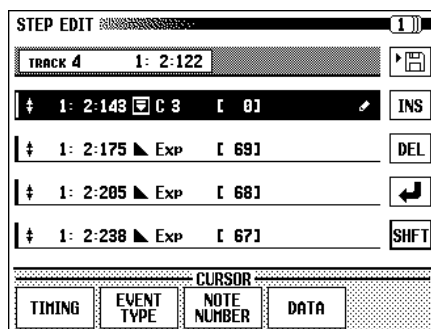 STEP EDIT 1
TRACK 4 1: 2:122
1: 2:143 C 3 [ 0] INS
1: 2:175 Exp [ 69] DEL
1: 2:205 Exp [ 68]
1: 2:238 Exp [ 67] SHFT
CURSOR
TIMING EVENT TYPE NOTE NUMBER DATA